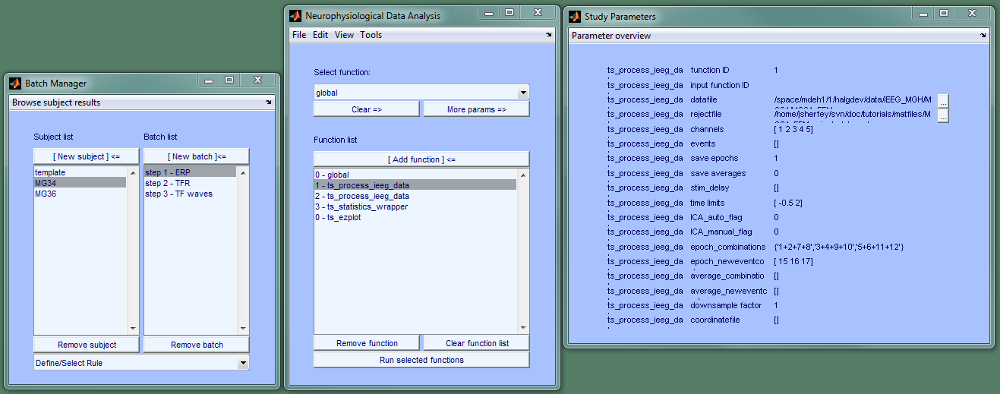 Batch Manager
Browse subject results
Subject list
Batch list
[ New subject ] <=
[ New batch ]<=
template
MG34
MG36
step 1 - ERP
step 2 - TFR
step 3 - TF waves
Remove subject
Remove batch
Define/Select Rule
Neurophysiological Data Analysis
File Edit View Tools
Select function:
global
Clear =>
More params =>
Function list
[ Add function ] <=
0 - global
1 - ts_process_ieeg_data
2 - ts_process_ieeg_data
3 - ts_statistics_wrapper
0 - ts_ezplot
Remove function
Clear function list
Run selected functions
Study Parameters
Parameter overview
ts_process_ieeg_da function ID 1
ts_process_ieeg_da input function ID
ts_process_ieeg_da datafile /space/mdeh1/1/halgdev/data/iEEG_MGH/M ...
ts_process_ieeg_da rejectfile /home/jsherfey/svn/doc/tutorials/matfiles/M ...
ts_process_ieeg_da channels [ 1 2 3 4 5]
ts_process_ieeg_da events []
ts_process_ieeg_da save epochs 1
ts_process_ieeg_da save averages 0
ts_process_ieeg_da stim_delay []
ts_process_ieeg_da time limits [ -0.5 2]
ts_process_ieeg_da ICA_auto_flag 0
ts_process_ieeg_da ICA_manual_flag 0
ts_process_ieeg_da epoch_combinations {'1+2+7+8','3+4+9+10','5+6+11+12'}
ts_process_ieeg_da epoch_neweventco [ 15 16 17]
ts_process_ieeg_da average_combinatio []
ts_process_ieeg_da average_neweventc []
ts_process_ieeg_da downsample factor 1
ts_process_ieeg_da coordinatefile []